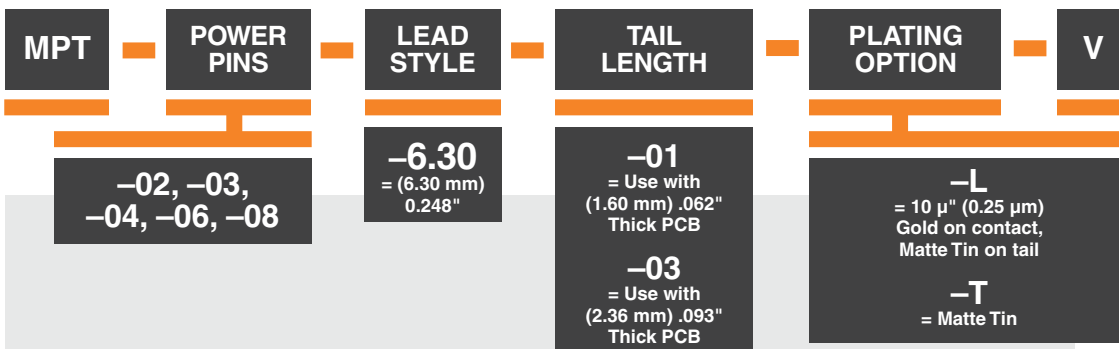 MPT
POWER
PINS
LEAD
STYLE
TAIL
LENGTH
PLATING
OPTION
V
–02, –03,
–04, –06, –08
–6.30
= (6.30 mm)
0.248"
–01
= Use with
(1.60 mm) .062"
Thick PCB
–03
= Use with
(2.36 mm) .093"
Thick PCB
–L
= 10 µ" (0.25 µm)
Gold on contact,
Matte Tin on tail
–T
= Matte Tin